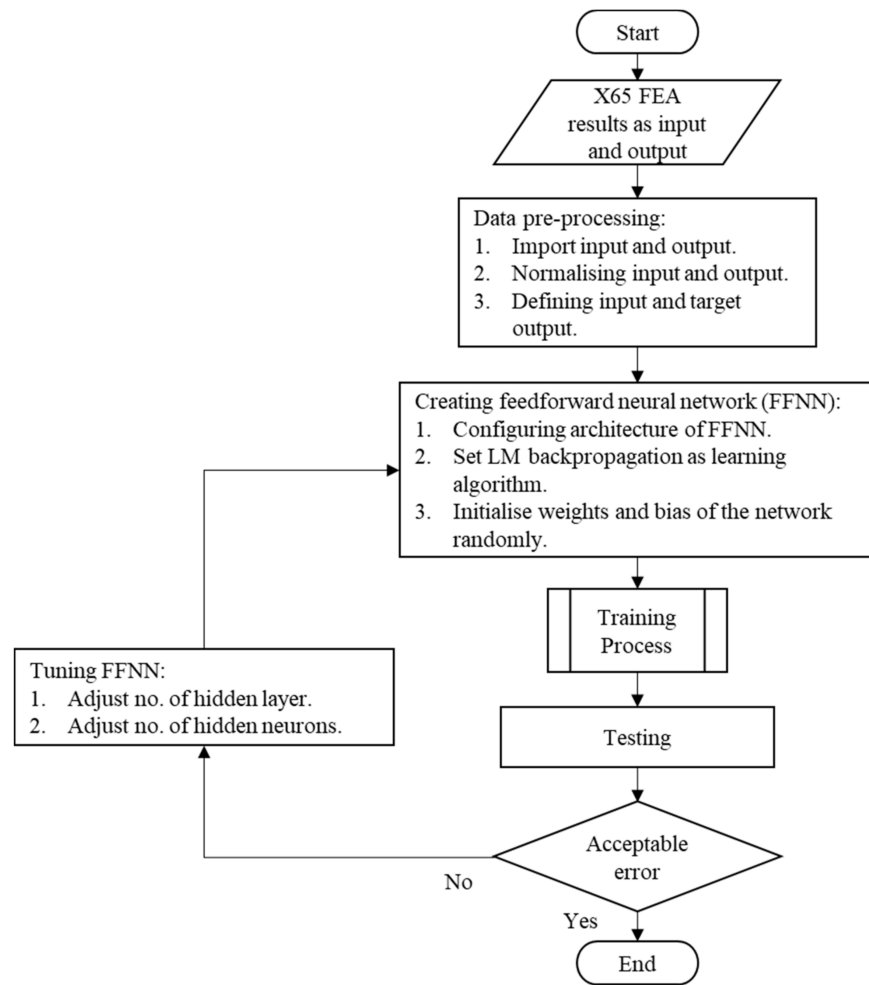 Start
X65 FEA
results as input
and output
Data pre-processing:
1. Import input and output.
2. Normalising input and output.
3. Defining input and target
output.
Creating feedforward neural network (FFNN):
1. Configuring architecture of FFNN.
2. Set LM backpropagation as learning
algorithm.
3. Initialise weights and bias of the network
randomly.
Training
Process
Tuning FFNN:
1. Adjust no. of hidden layer.
2. Adjust no. of hidden neurons.
Testing
Acceptable
error
No
Yes
End